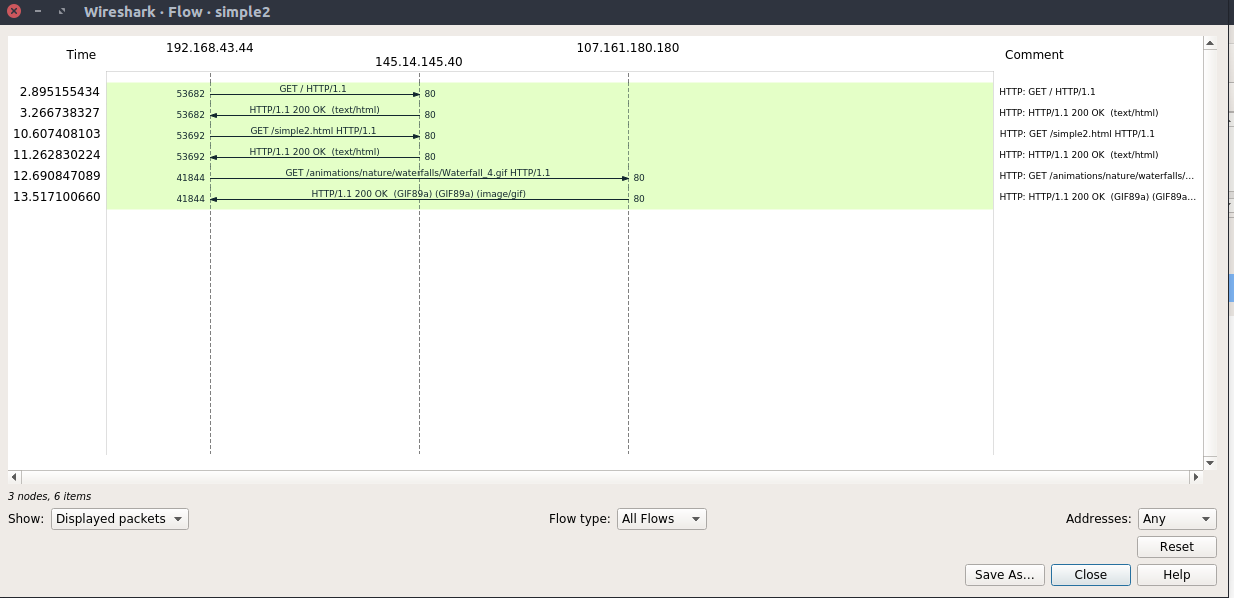 Wireshark · Flow · simple2
192.168.43.44 107.161.180.180
Time 145.14.145.40 Comment
2.895155434 53682 GET / HTTP/1.1 80 HTTP: GET / HTTP/1.1
3.266738327 53682 HTTP/1.1 200 OK (text/html) 80 HTTP: HTTP/1.1 200 OK (text/html)
10.607408103 53692 GET /simple2.html HTTP/1.1 80 HTTP: GET /simple2.html HTTP/1.1
11.262830224 53692 HTTP/1.1 200 OK (text/html) 80 HTTP: HTTP/1.1 200 OK (text/html)
12.690847089 41844 GET /animations/nature/waterfalls/Waterfall_4.gif HTTP/1.1 80 HTTP: GET /animations/nature/waterfalls/...
13.517100660 41844 HTTP/1.1 200 OK (GIF89a) (GIF89a) (image/gif) 80 HTTP: HTTP/1.1 200 OK (GIF89a) (GIF89a...
3 nodes, 6 items
Show: Displayed packets Flow type: All Flows Addresses: Any
Reset
Save As... Close Help